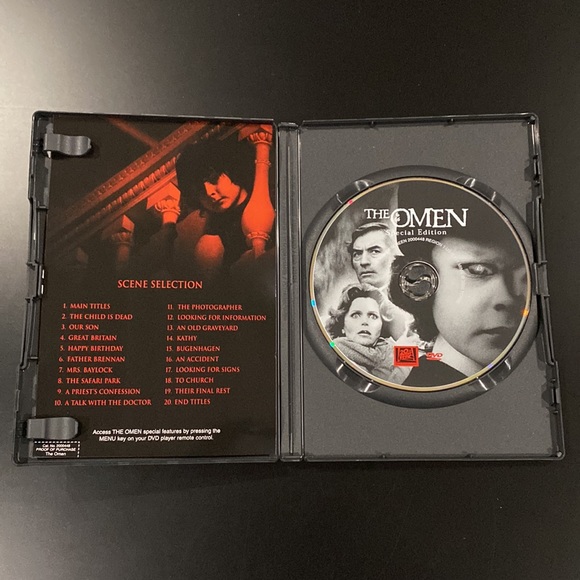 SCENE SELECTION
1. MAIN TITLES
2. THE CHILD IS DEAD
3. OUR SON
4. GREAT BRITAIN
5. HAPPY BIRTHDAY
6. FATHER BRENNAN
7. MRS. BAYLOCK
8. THE SAFARI PARK
9. A PRIEST'S CONFESSION
10. A TALK WITH THE DOCTOR
11. THE PHOTOGRAPHER
12. LOOKING FOR INFORMATION
13. AN OLD GRAVEYARD
14. KATHY
15. BUGENHAGEN
16. AN ACCIDENT
17. LOOKING FOR SIGNS
18. TO CHURCH
19. THEIR FINAL REST
20. END TITLES
Access THE OMEN special features by pressing the
MENU key on your DVD player remote control.
Cat. No. 2000448
PROOF OF PURCHASE
The Omen
THE OMEN
Special Edition
2000448
DVD